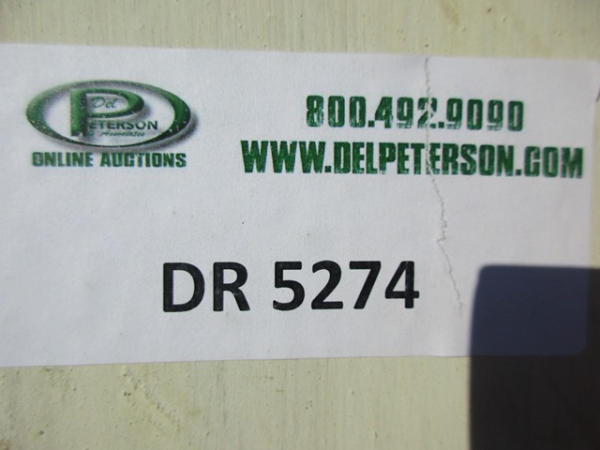 Del
PETERSON
& Associates
ONLINE AUCTIONS
800.492.9090
WWW.DELPETERSON.COM
DR 5274